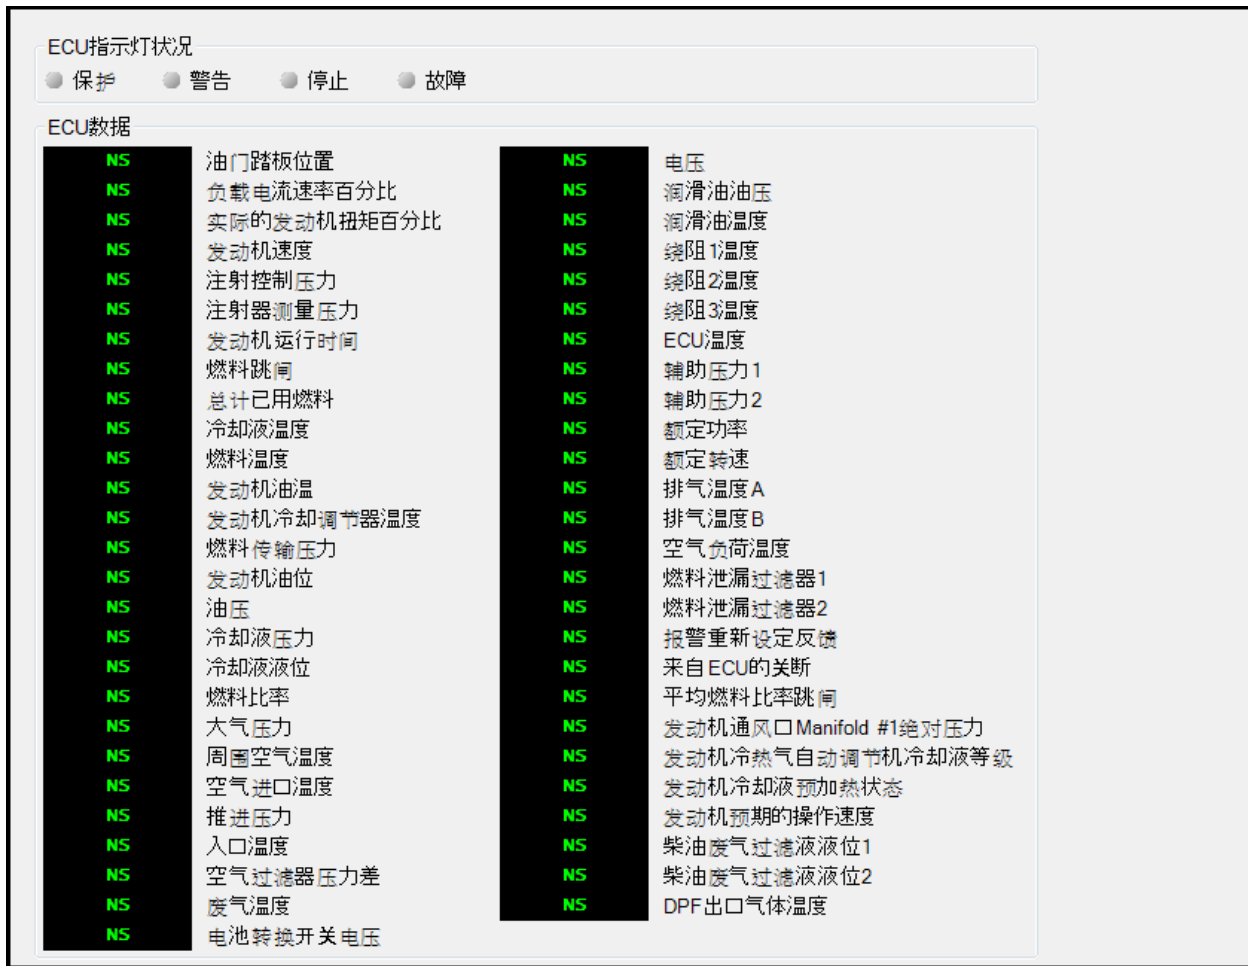 ECU指示灯状况
保护 警告 停止 故障
ECU数据
NS 油门踏板位置 NS 电压
NS 负载电流速率百分比 NS 润滑油油压
NS 实际的发动机扭矩百分比 NS 润滑油温度
NS 发动机速度 NS 绕阻1温度
NS 注射控制压力 NS 绕阻2温度
NS 注射器测量压力 NS 绕阻3温度
NS 发动机运行时间 NS ECU温度
NS 燃料跳闸 NS 辅助压力1
NS 总计已用燃料 NS 辅助压力2
NS 冷却液温度 NS 额定功率
NS 燃料温度 NS 额定转速
NS 发动机油温 NS 排气温度A
NS 发动机冷却调节器温度 NS 排气温度B
NS 燃料传输压力 NS 空气负荷温度
NS 发动机油位 NS 燃料泄漏过滤器1
NS 油压 NS 燃料泄漏过滤器2
NS 冷却液压力 NS 报警重新设定反馈
NS 冷却液液位 NS 来自ECU的关断
NS 燃料比率 NS 平均燃料比率跳闸
NS 大气压力 NS 发动机通风口Manifold #1绝对压力
NS 周围空气温度 NS 发动机冷热气自动调节机冷却液等级
NS 空气进口温度 NS 发动机冷却液预加热状态
NS 推进压力 NS 发动机预期的操作速度
NS 入口温度 NS 柴油废气过滤液液位1
NS 空气过滤器压力差 NS 柴油废气过滤液液位2
NS 废气温度 NS DPF出口气体温度
NS 电池转换开关电压